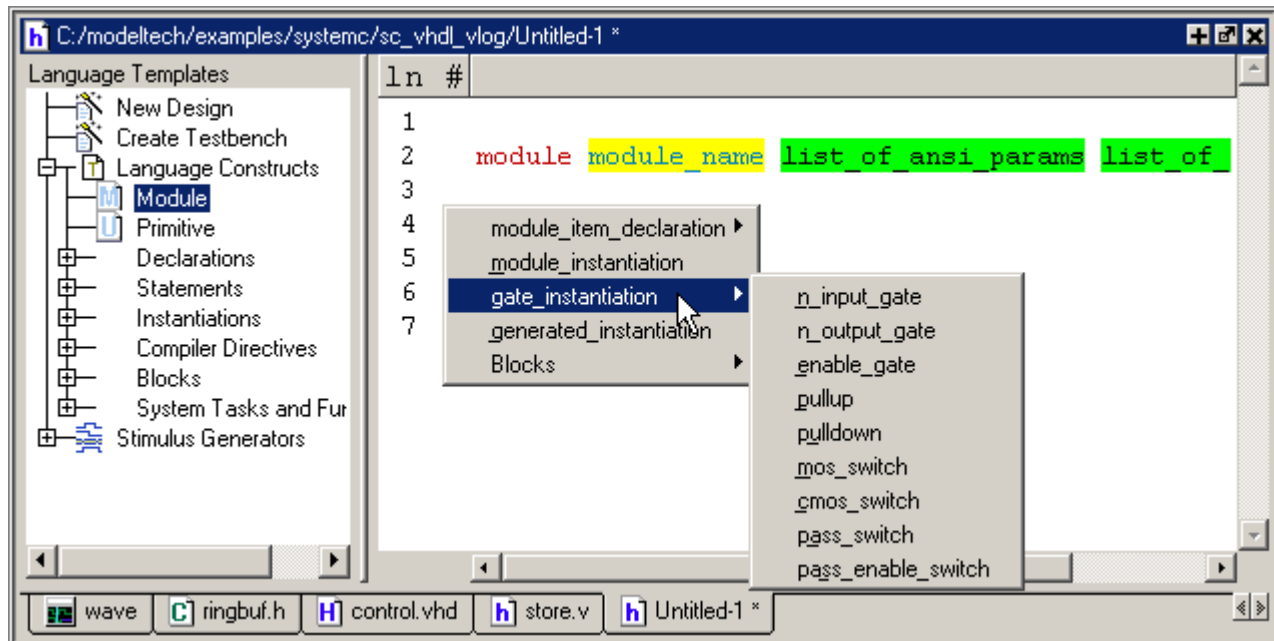 C:/modeltech/examples/systemc/sc_vhdl_vlog/Untitled-1 *
Language Templates
New Design
Create Testbench
Language Constructs
Module
Primitive
Declarations
Statements
Instantiations
Compiler Directives
Blocks
System Tasks and Fur
Stimulus Generators
ln #
1
2 module module_name list_of_ansi_params list_of_
3
4
5
6
7
module_item_declaration
module_instantiation
gate_instantiation
generated_instantiation
Blocks
n_input_gate
n_output_gate
enable_gate
pullup
pulldown
mos_switch
cmos_switch
pass_switch
pass_enable_switch
wave ringbuf.h control.vhd store.v Untitled-1 *